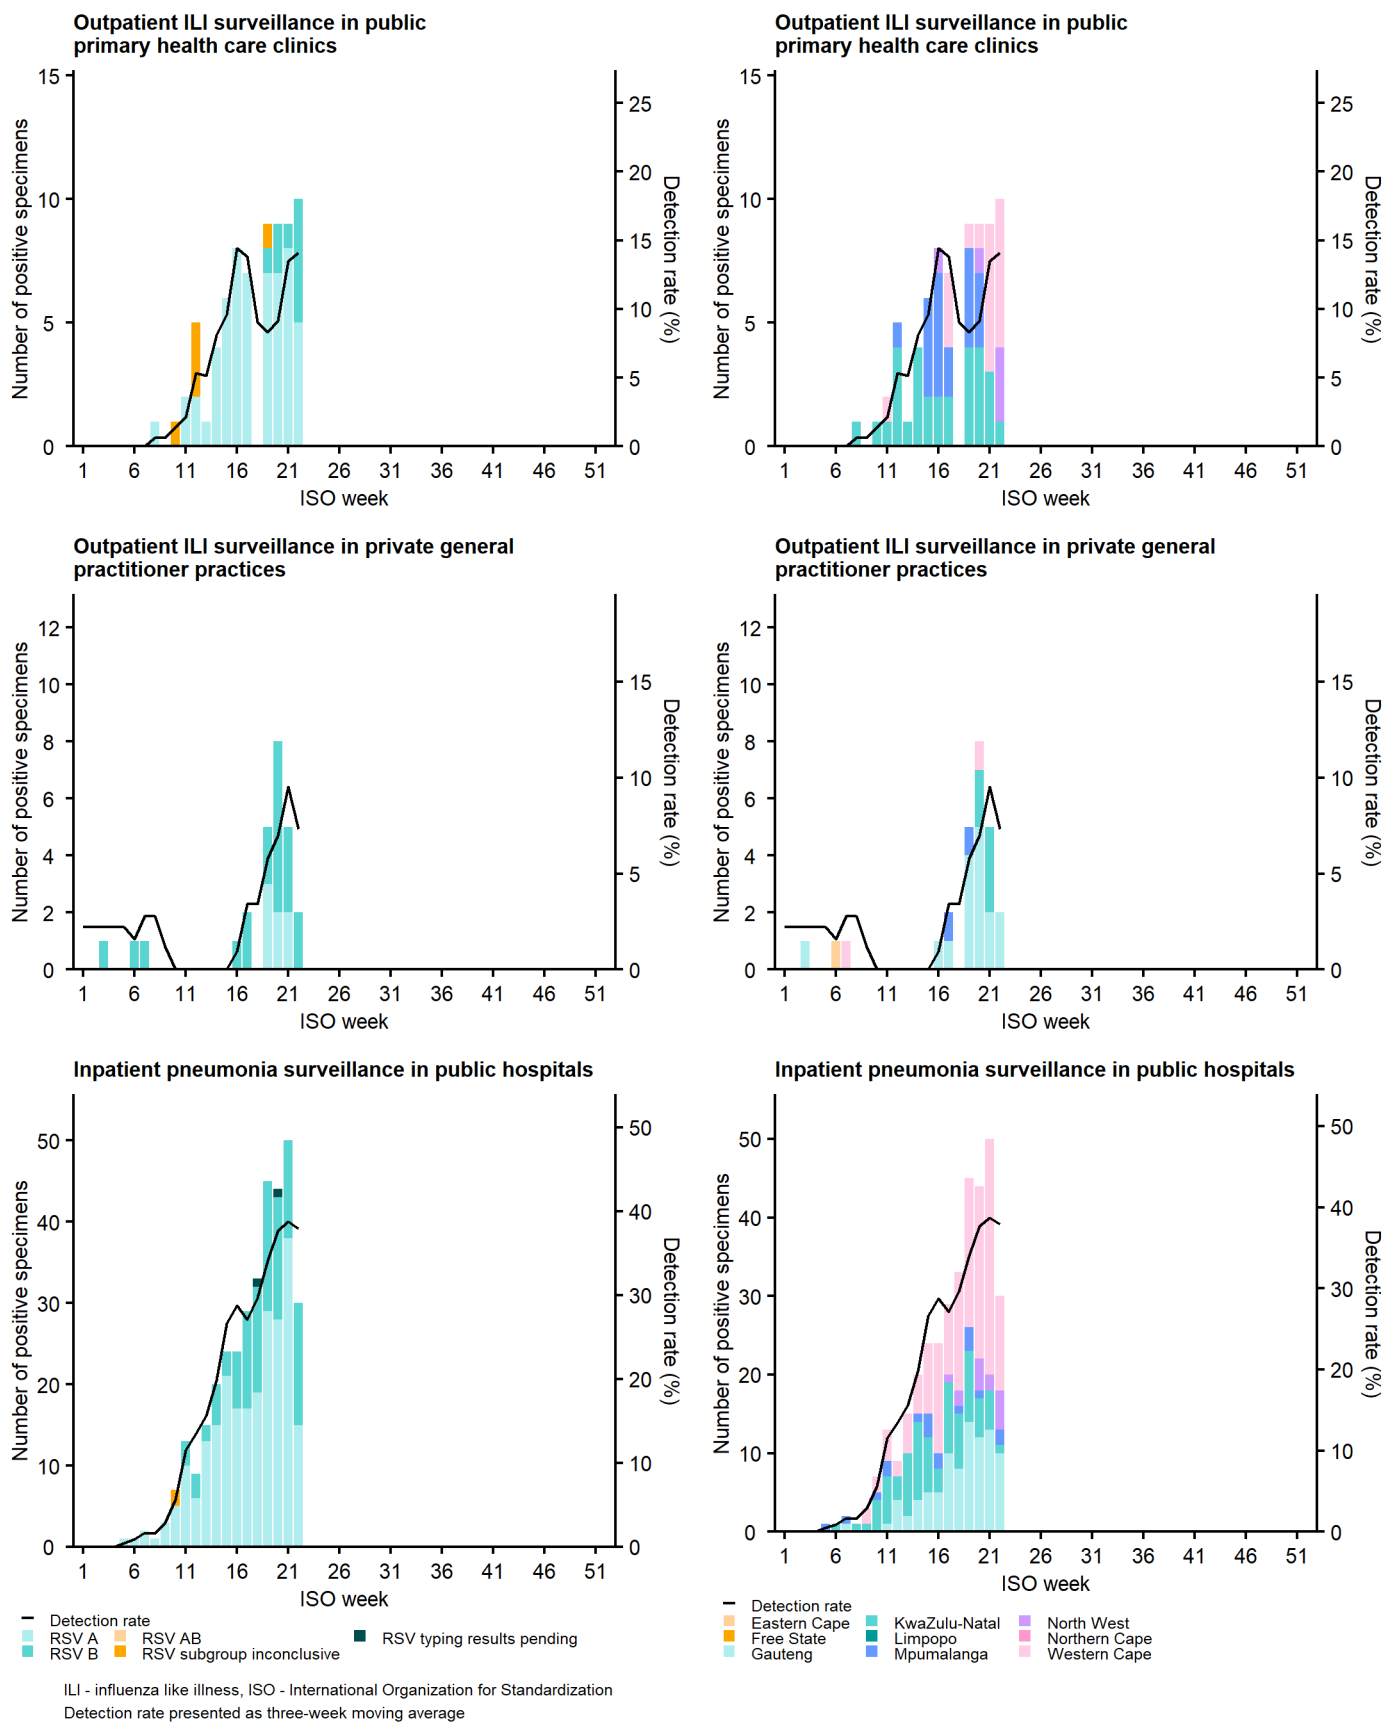 Outpatient ILI surveillance in public
primary health care clinics
Number of positive specimens
15
10
5
0
25
20
15
10
5
0
Detection rate (%)
1 6 11 16 21 26 31 36 41 46 51
ISO week
Outpatient ILI surveillance in public
primary health care clinics
Number of positive specimens
15
10
5
0
25
20
15
10
5
0
Detection rate (%)
1 6 11 16 21 26 31 36 41 46 51
ISO week
Outpatient ILI surveillance in private general
practitioner practices
Number of positive specimens
12
10
8
6
4
2
0
15
10
5
0
Detection rate (%)
1 6 11 16 21 26 31 36 41 46 51
ISO week
Outpatient ILI surveillance in private general
practitioner practices
Number of positive specimens
12
10
8
6
4
2
0
15
10
5
0
Detection rate (%)
1 6 11 16 21 26 31 36 41 46 51
ISO week
Inpatient pneumonia surveillance in public hospitals
Number of positive specimens
50
40
30
20
10
0
50
40
30
20
10
0
Detection rate (%)
1 6 11 16 21 26 31 36 41 46 51
ISO week
Detection rate
RSV A RSV AB RSV typing results pending
RSV B RSV subgroup inconclusive
Inpatient pneumonia surveillance in public hospitals
Number of positive specimens
50
40
30
20
10
0
50
40
30
20
10
0
Detection rate (%)
1 6 11 16 21 26 31 36 41 46 51
ISO week
Detection rate
Eastern Cape KwaZulu-Natal North West
Free State Limpopo Northern Cape
Gauteng Mpumalanga Western Cape
ILI - influenza like illness, ISO - International Organization for Standardization
Detection rate presented as three-week moving average